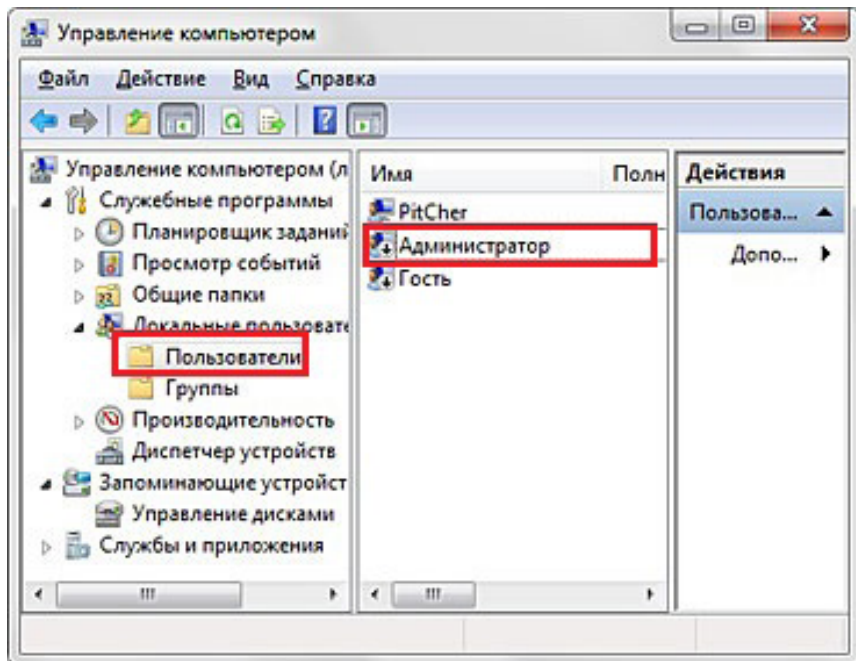 Управление компьютером
Файл Действие Вид Справка
Управление компьютером (л
Служебные программы
Планировщик заданий
Просмотр событий
Общие папки
Локальные пользовате
Пользователи
Группы
Производительность
Диспетчер устройств
Запоминающие устройст
Управление дисками
Службы и приложения
Имя Полн
PitCher
Администратор
Гость
Действия
Пользова...
Допо...